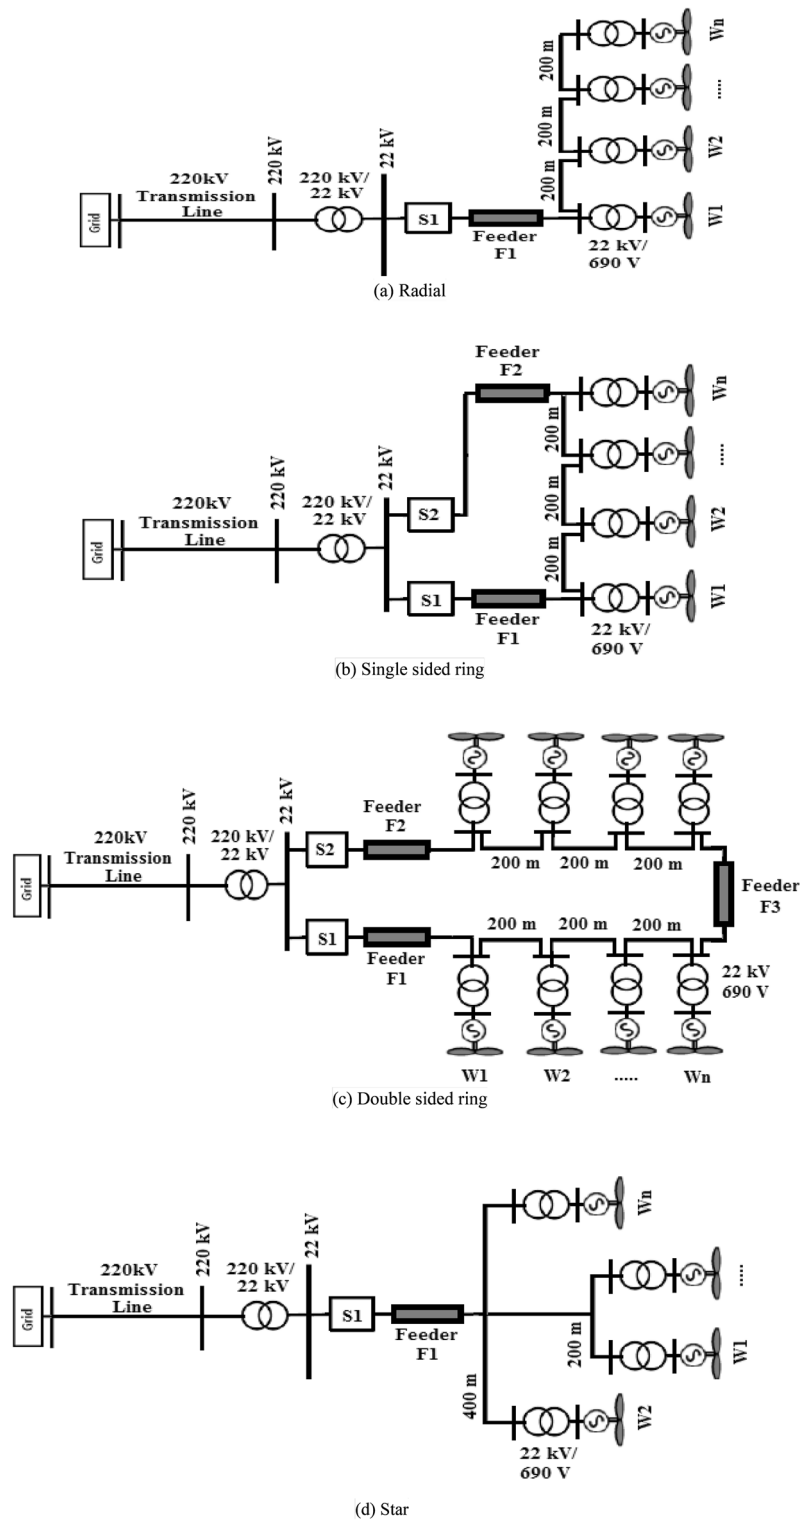 Wn
200 m
.....
200 m
W2
200 m
W1
22 kV/
690 V
220kV
Transmission
Line
220 kV
220 kV/
22 kV
22 kV
Grid
S1
Feeder
F1
(a) Radial
Feeder
F2
Wn
200 m
.....
200 m
W2
200 m
W1
22 kV/
690 V
220kV
Transmission
Line
220 kV
220 kV/
22 kV
22 kV
Grid
S2
S1
Feeder
F1
(b) Single sided ring
220kV
Transmission
Line
220 kV
220 kV/
22 kV
22 kV
Grid
S2
Feeder
F2
200 m
200 m
200 m
Feeder
F3
S1
Feeder
F1
200 m
200 m
200 m
22 kV
690 V
W1
W2
.....
Wn
(c) Double sided ring
220kV
Transmission
Line
220 kV
220 kV/
22 kV
22 kV
Grid
S1
Feeder
F1
Wn
.....
200 m
W1
400 m
W2
22 kV/
690 V
(d) Star